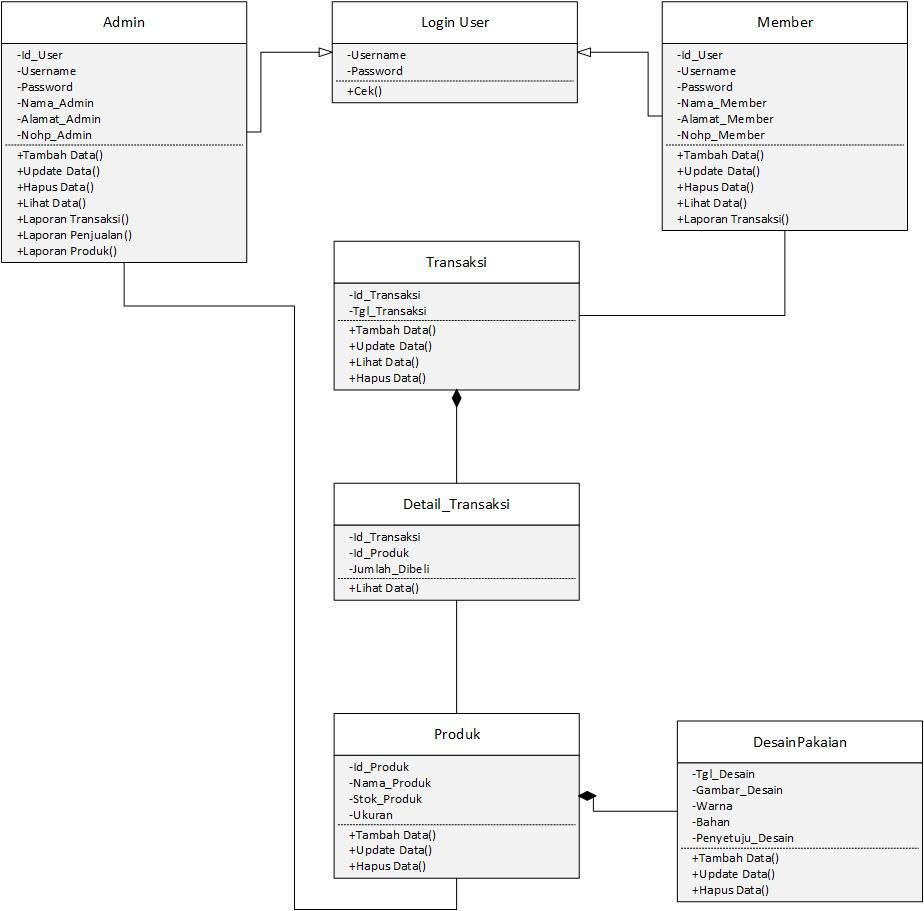 Admin
-Id_User
-Username
-Password
-Nama_Admin
-Alamat_Admin
-Nohp_Admin
+Tambah Data()
+Update Data()
+Hapus Data()
+Lihat Data()
+Laporan Transaksi()
+Laporan Penjualan()
+Laporan Produk()
Login User
-Username
-Password
+Cek()
Member
-Id_User
-Username
-Password
-Nama_Member
-Alamat_Member
-Nohp_Member
+Tambah Data()
+Update Data()
+Hapus Data()
+Lihat Data()
+Laporan Transaksi()
Transaksi
-Id_Transaksi
-Tgl_Transaksi
+Tambah Data()
+Update Data()
+Lihat Data()
+Hapus Data()
Detail_Transaksi
-Id_Transaksi
-Id_Produk
-Jumlah_Dibeli
+Lihat Data()
Produk
-Id_Produk
-Nama_Produk
-Stok_Produk
-Ukuran
+Tambah Data()
+Update Data()
+Hapus Data()
DesainPakaian
-Tgl_Desain
-Gambar_Desain
-Warna
-Bahan
-Penyetuju_Desain
+Tambah Data()
+Update Data()
+Hapus Data()